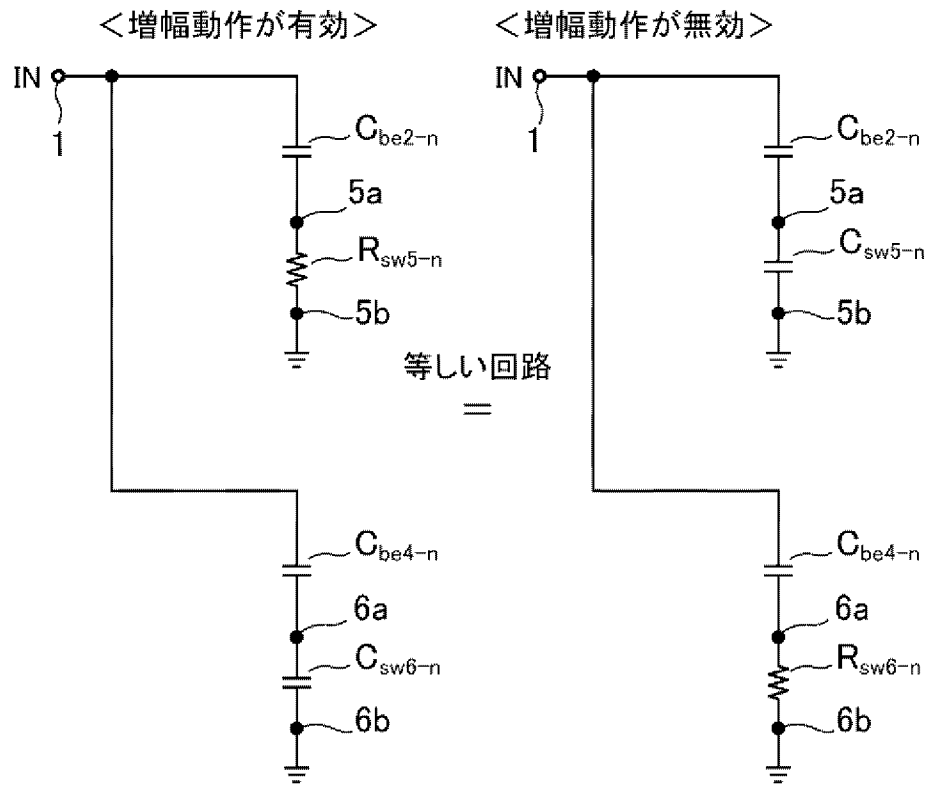 ＜増幅動作が有効＞
IN
1
Cbe2-n
5a
Rsw5-n
5b
Cbe4-n
6a
Csw6-n
6b
等しい回路
＝
＜増幅動作が無効＞
IN
1
Cbe2-n
5a
Csw5-n
5b
Cbe4-n
6a
Rsw6-n
6b